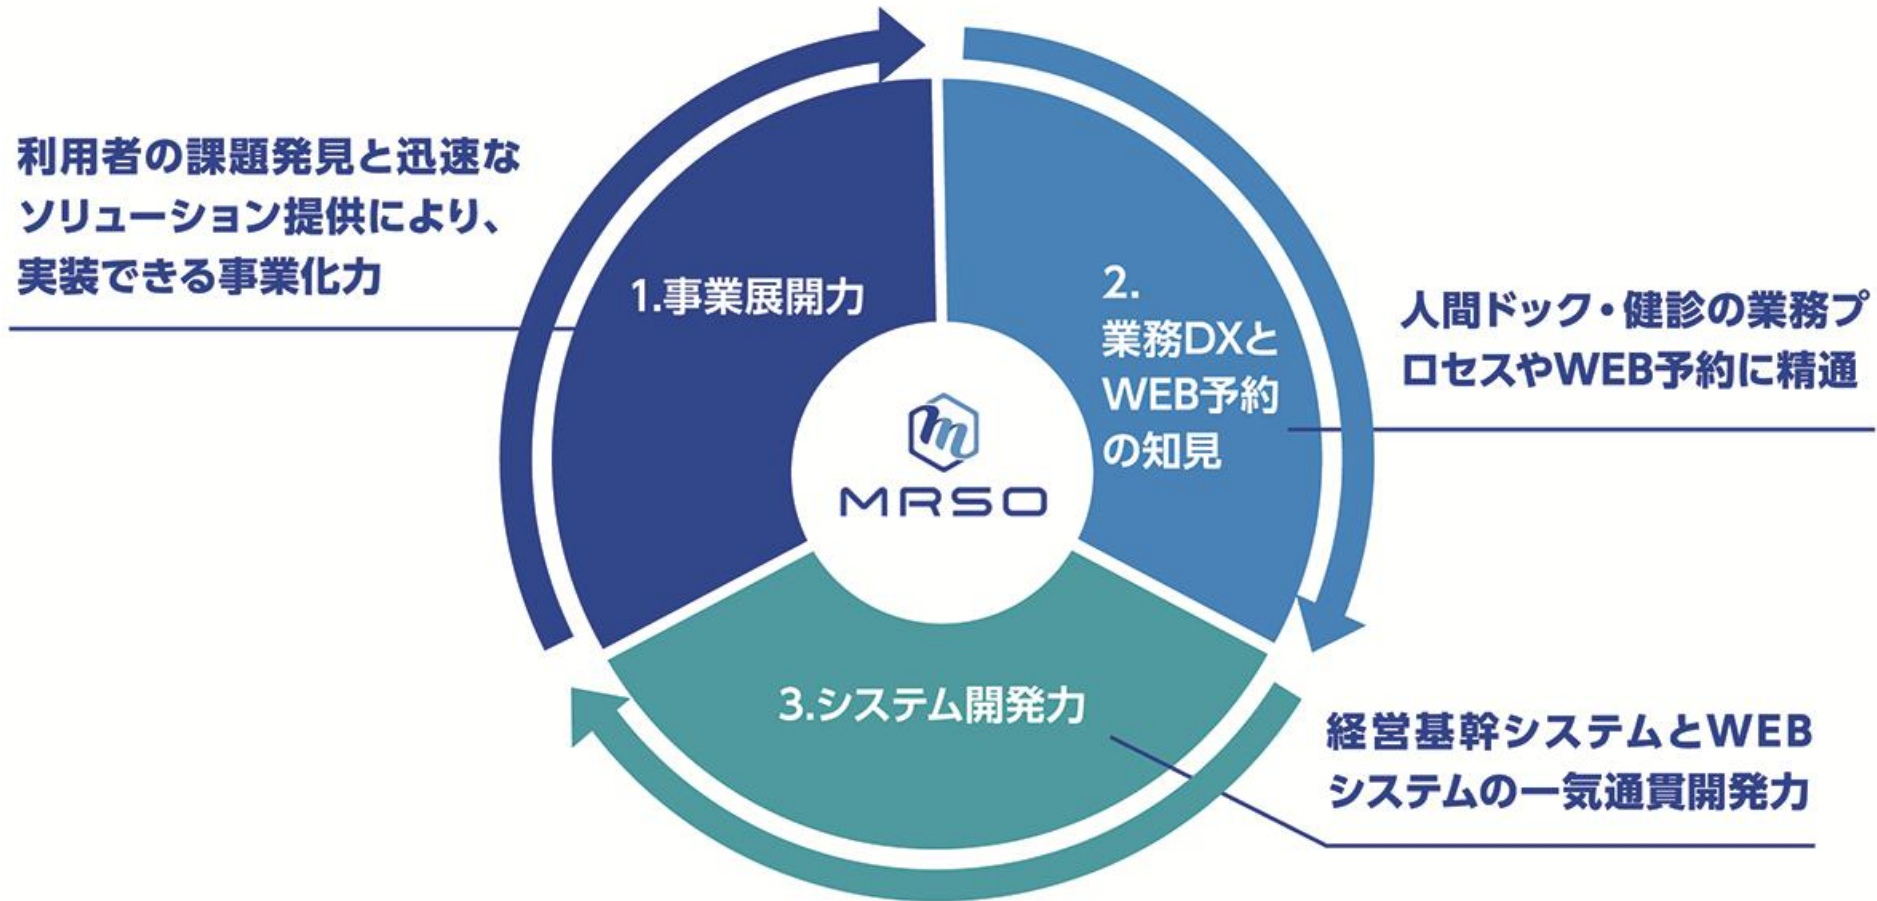 利用者の課題発見と迅速な
ソリューション提供により、
実装できる事業化力
1.事業展開力
2.
業務DXと
WEB予約
の知見
人間ドック・健診の業務プ
ロセスやWEB予約に精通
m
MRSO
3.システム開発力
経営基幹システムとWEB
システムの一気通貫開発力